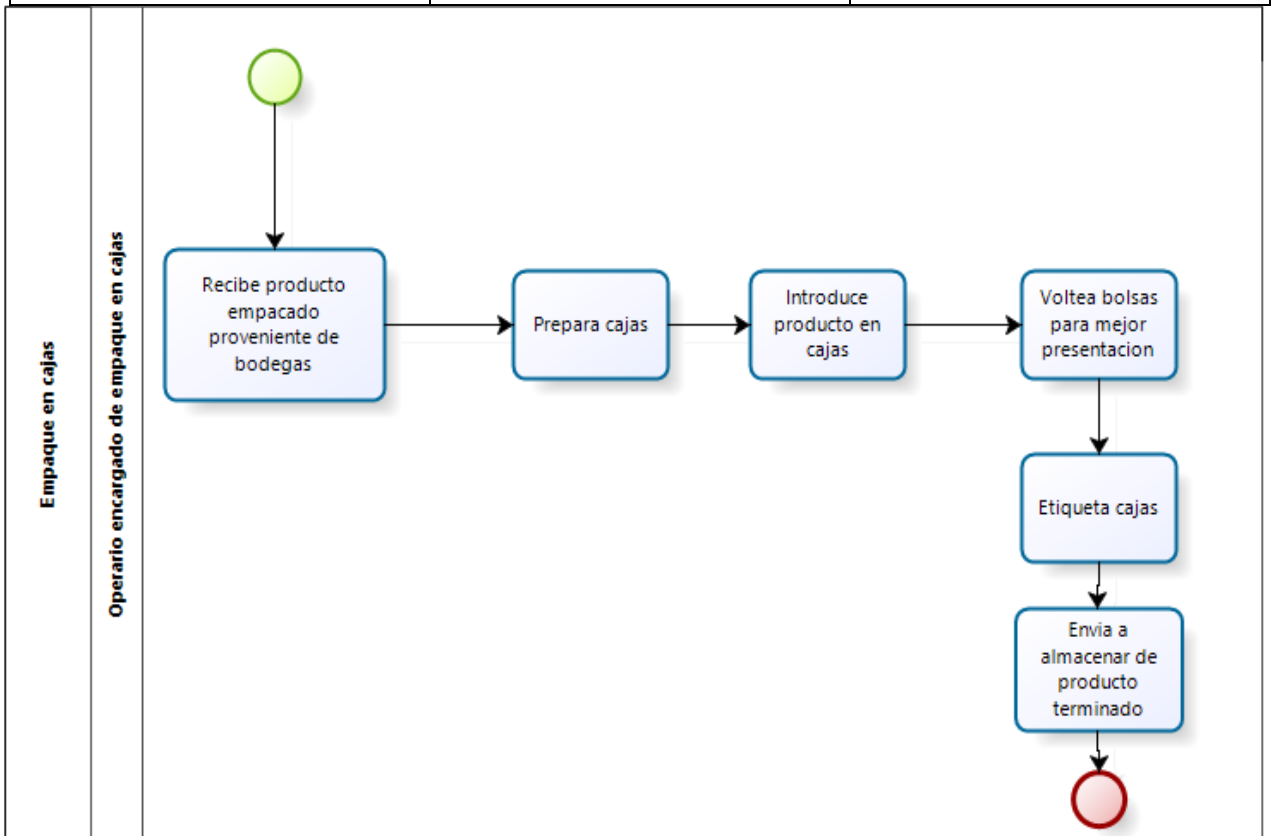 Empaque en cajas
Operario encargado de empaque en cajas
Recibe producto
empacado
proveniente de
bodegas
Prepara cajas
Introduce
producto en
cajas
Voltea bolsas
para mejor
presentacion
Etiqueta cajas
Envia a
almacenar de
producto
terminado